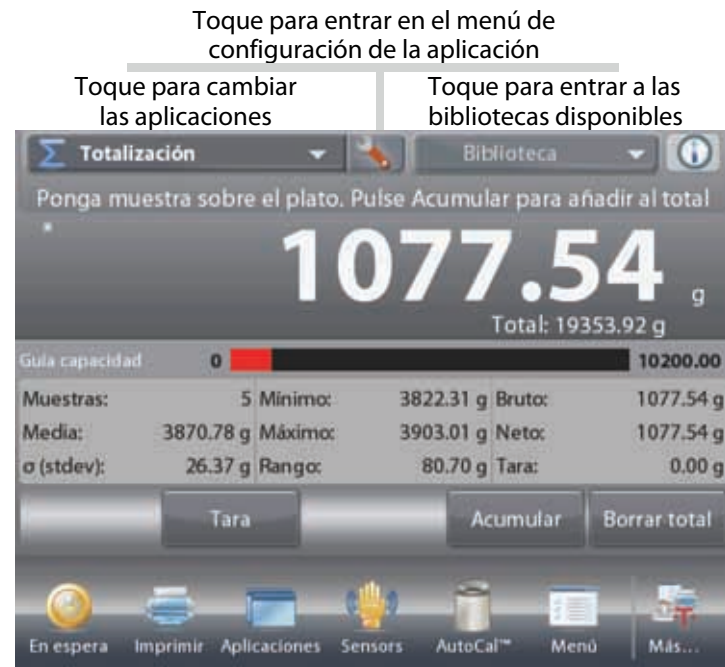 Toque para entrar en el menú de
configuración de la aplicación
Toque para cambiar
las aplicaciones
Toque para entrar a las
bibliotecas disponibles
Σ Totalización
Biblioteca
Ponga muestra sobre el plato. Pulse Acumular para añadir al total
*
1077.54 g
Total: 19353.92 g
Guía capacidad 0 10200.00
Muestras: 5 Mínimo: 3822.31 g Bruto: 1077.54 g
Media: 3870.78 g Máximo: 3903.01 g Neto: 1077.54 g
σ (stdev): 26.37 g Rango: 80.70 g Tara: 0.00 g
Tara Acumular Borrar total
En espera Imprimir Aplicaciones Sensors AutoCal™ Menú Más...